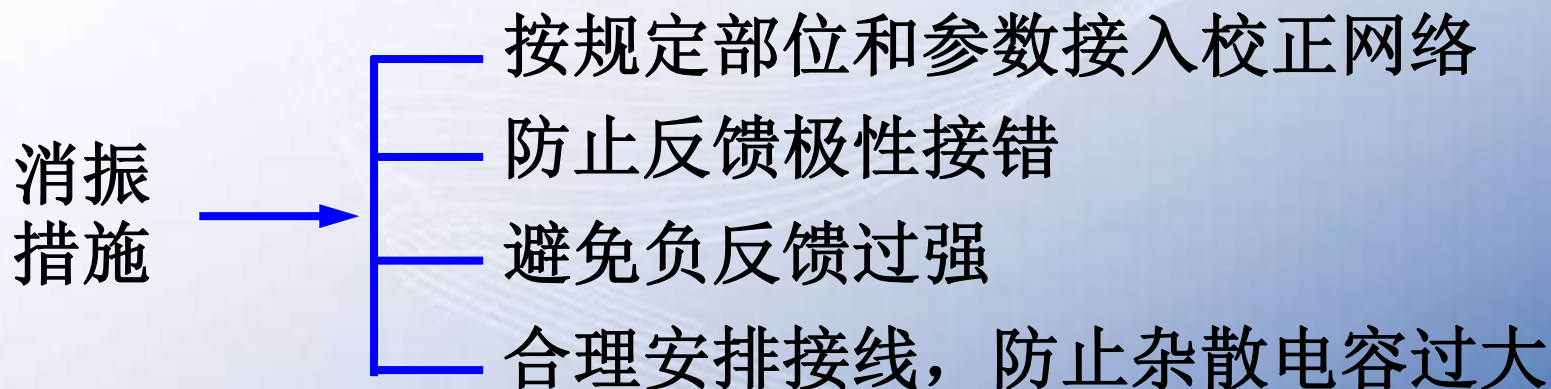 消振
措施
按规定部位和参数接入校正网络
防止反馈极性接错
避免负反馈过强
合理安排接线，防止杂散电容过大